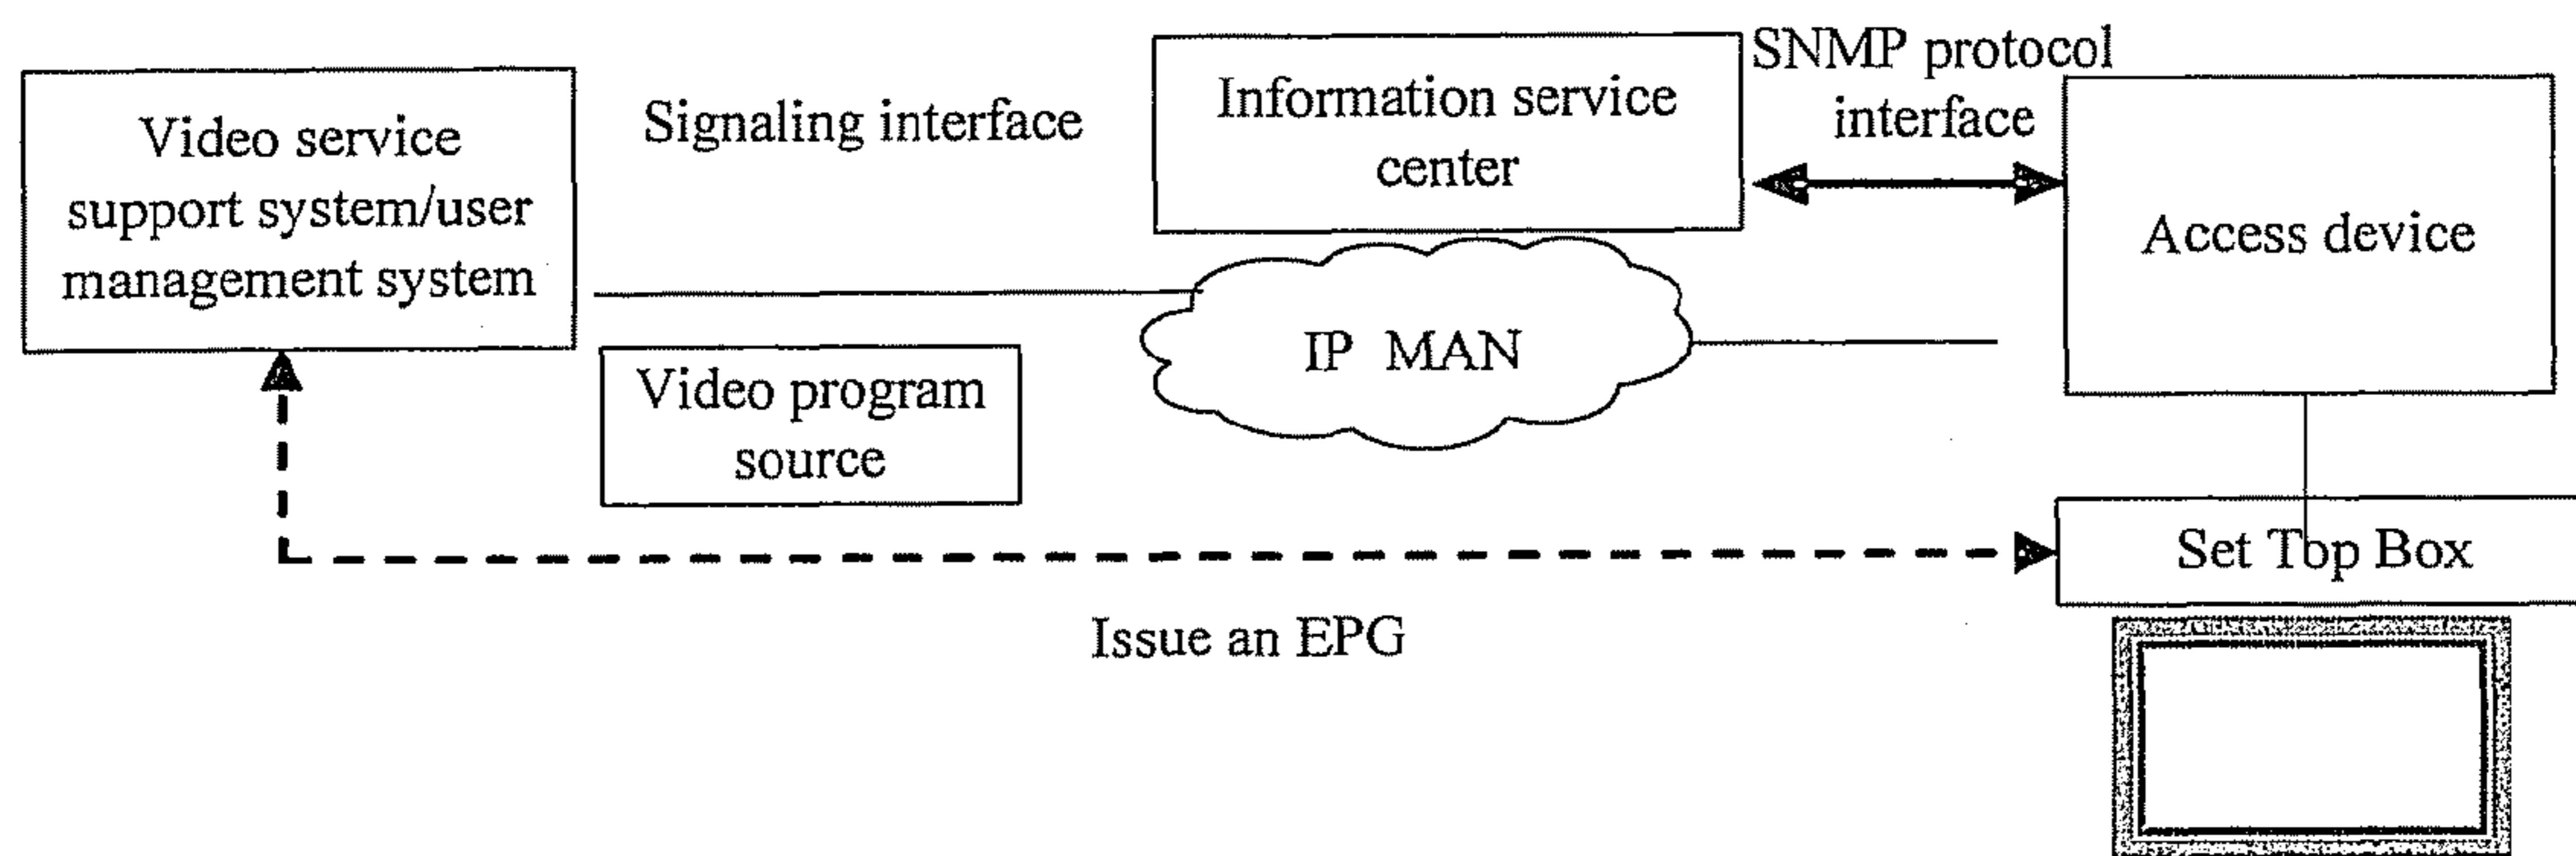 Video service
support system/user
management system
Signaling interface
Information service
center
SNMP protocol
interface
Access device
Video program
source
IP MAN
Set Top Box
Issue an EPG